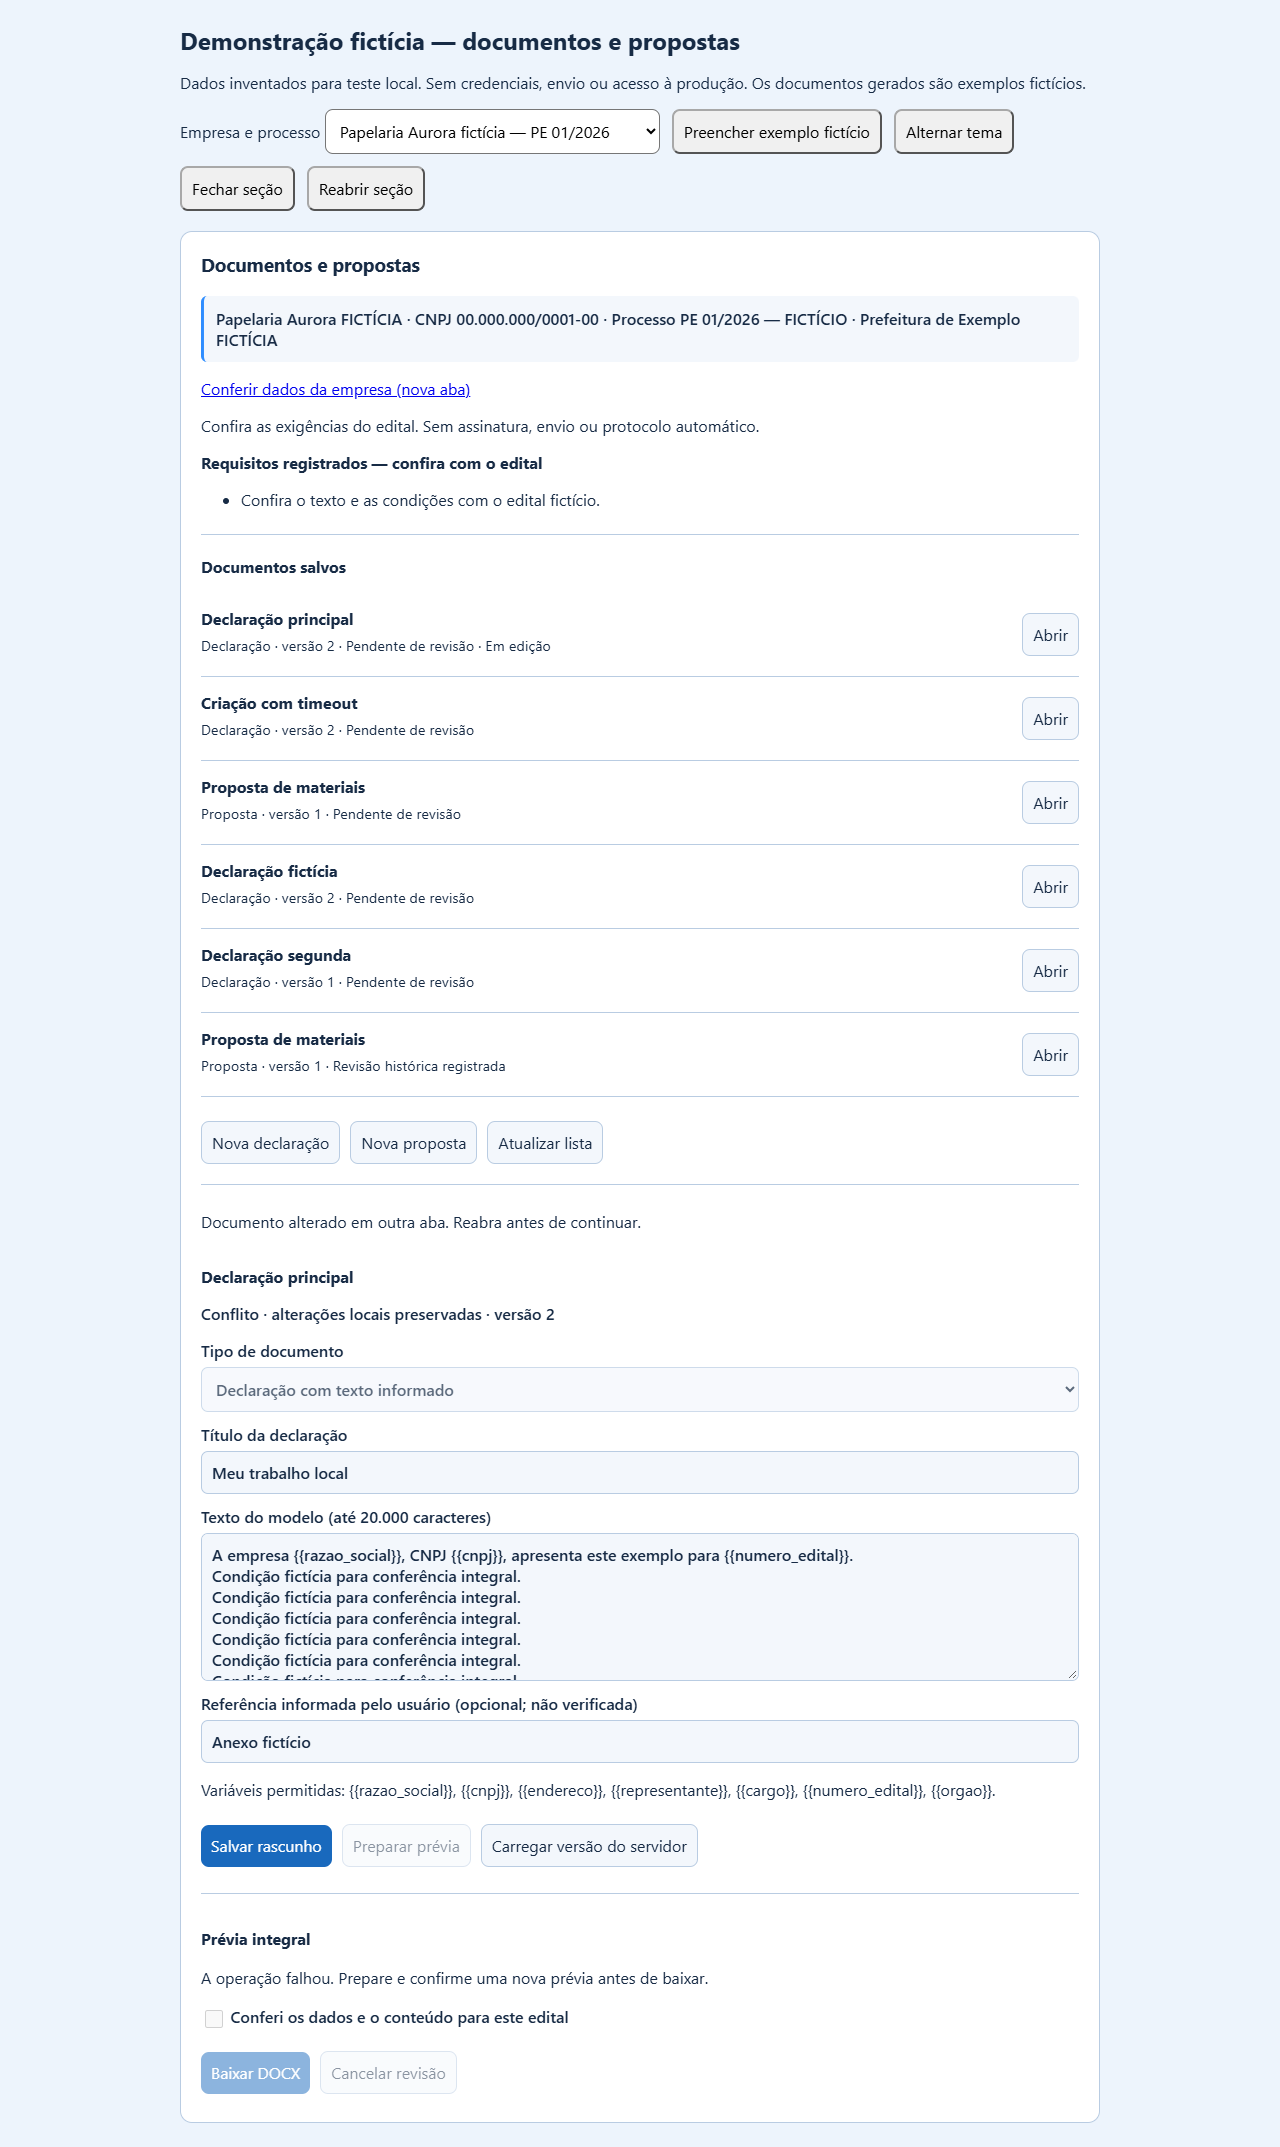 Demonstração fictícia — documentos e propostas
Dados inventados para teste local. Sem credenciais, envio ou acesso à produção. Os documentos gerados são exemplos fictícios.
Empresa e processo Papelaria Aurora fictícia — PE 01/2026 Preencher exemplo fictício Alternar tema
Fechar seção Reabrir seção
Documentos e propostas
Papelaria Aurora FICTÍCIA · CNPJ 00.000.000/0001-00 · Processo PE 01/2026 — FICTÍCIO · Prefeitura de Exemplo
FICTÍCIA
Conferir dados da empresa (nova aba)
Confira as exigências do edital. Sem assinatura, envio ou protocolo automático.
Requisitos registrados — confira com o edital
• Confira o texto e as condições com o edital fictício.
Documentos salvos
Declaração principal
Declaração · versão 2 · Pendente de revisão · Em edição
Abrir
Criação com timeout
Declaração · versão 2 · Pendente de revisão
Abrir
Proposta de materiais
Proposta · versão 1 · Pendente de revisão
Abrir
Declaração fictícia
Declaração · versão 2 · Pendente de revisão
Abrir
Declaração segunda
Declaração · versão 1 · Pendente de revisão
Abrir
Proposta de materiais
Proposta · versão 1 · Revisão histórica registrada
Abrir
Nova declaração Nova proposta Atualizar lista
Documento alterado em outra aba. Reabra antes de continuar.
Declaração principal
Conflito · alterações locais preservadas · versão 2
Tipo de documento
Declaração com texto informado
Título da declaração
Meu trabalho local
Texto do modelo (até 20.000 caracteres)
A empresa {{razao_social}}, CNPJ {{cnpj}}, apresenta este exemplo para {{numero_edital}}.
Condição fictícia para conferência integral.
Condição fictícia para conferência integral.
Condição fictícia para conferência integral.
Condição fictícia para conferência integral.
Condição fictícia para conferência integral.
Condição fictícia para conferência integral.
Referência informada pelo usuário (opcional; não verificada)
Anexo fictício
Variáveis permitidas: {{razao_social}}, {{cnpj}}, {{endereco}}, {{representante}}, {{cargo}}, {{numero_edital}}, {{orgao}}.
Salvar rascunho Preparar prévia Carregar versão do servidor
Prévia integral
A operação falhou. Prepare e confirme uma nova prévia antes de baixar.
Conferi os dados e o conteúdo para este edital
Baixar DOCX Cancelar revisão